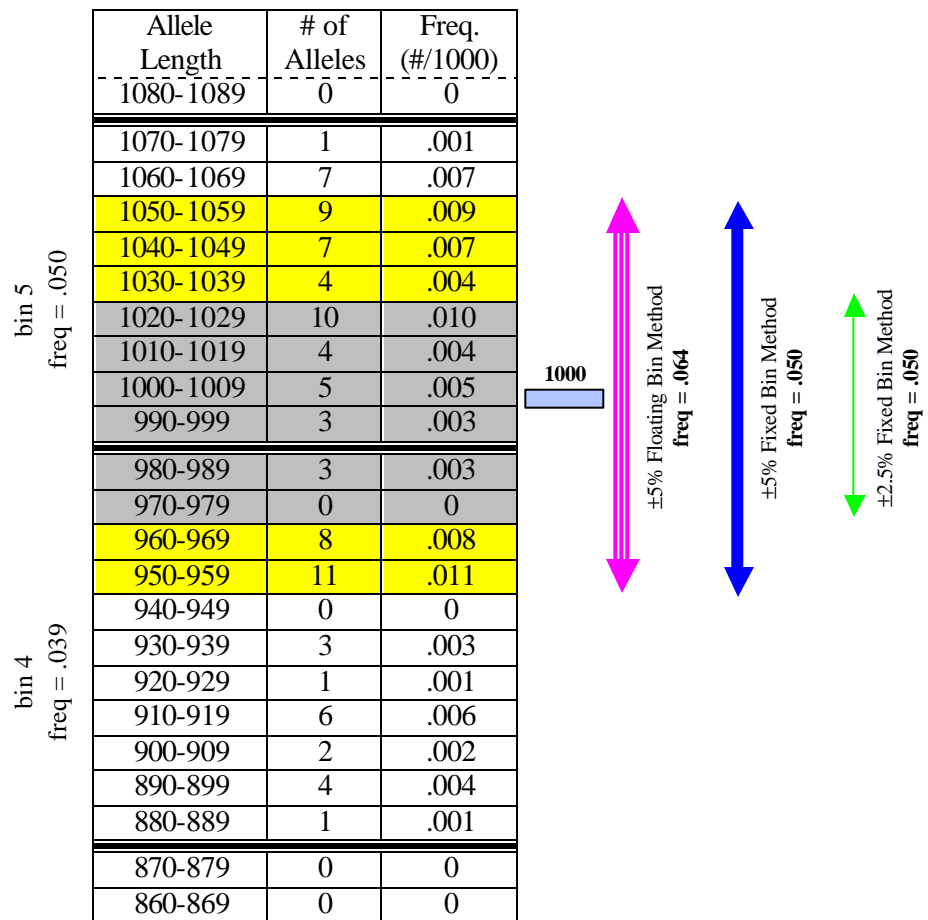 Allele Length # of Alleles Freq. (#/1000)
1080-1089 0 0
1070-1079 1 .001
1060-1069 7 .007
1050-1059 9 .009
1040-1049 7 .007
1030-1039 4 .004
1020-1029 10 .010
1010-1019 4 .004
1000-1009 5 .005
990-999 3 .003
980-989 3 .003
970-979 0 0
960-969 8 .008
950-959 11 .011
940-949 0 0
930-939 3 .003
920-929 1 .001
910-919 6 .006
900-909 2 .002
890-899 4 .004
880-889 1 .001
870-879 0 0
860-869 0 0
bin 5
freq = .050
bin 4
freq = .039
1000
±5% Floating Bin Method
freq = .064
±5% Fixed Bin Method
freq = .050
±2.5% Fixed Bin Method
freq = .050